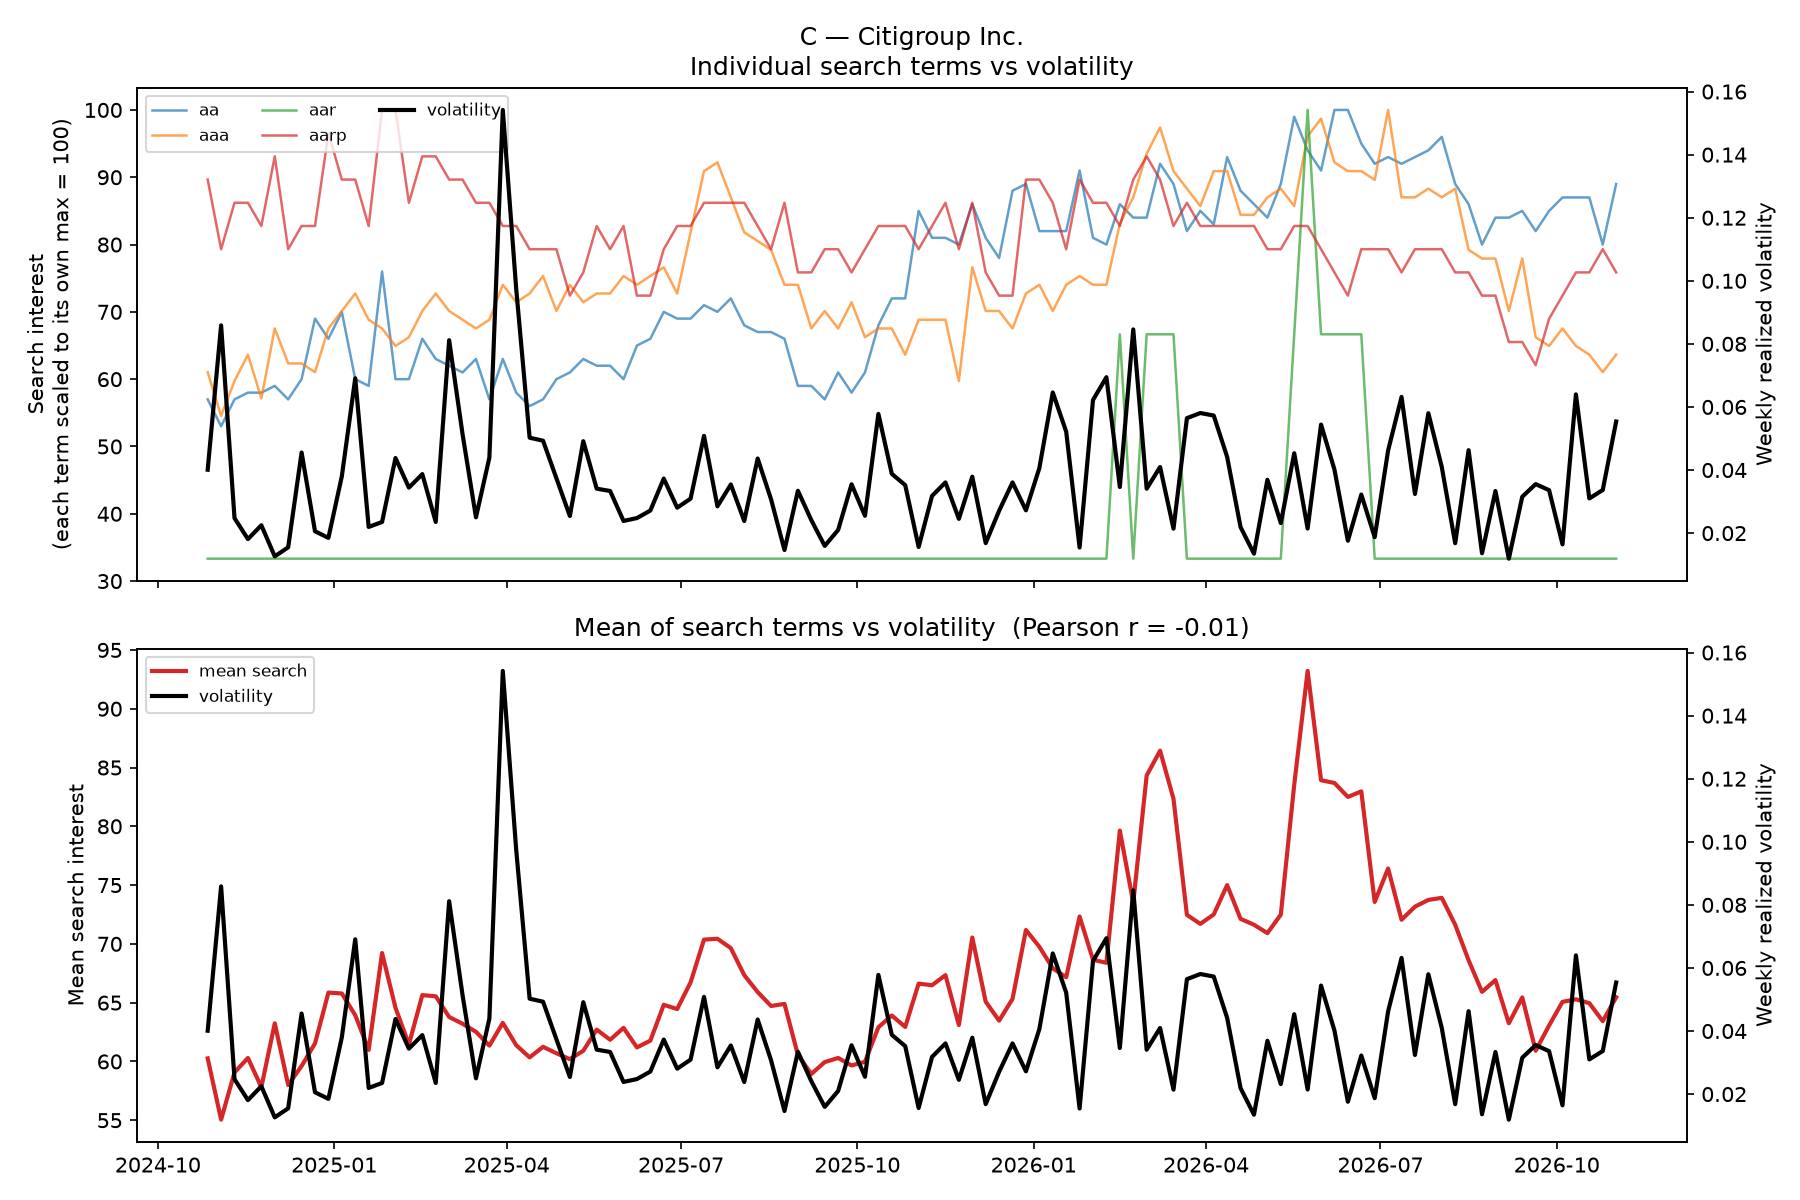 C — Citigroup Inc.
Individual search terms vs volatility
aa
aaa
aar
aarp
volatility
Search interest
(each term scaled to its own max = 100)
100
90
80
70
60
50
40
30
0.16
0.14
0.12
0.10
0.08
0.06
0.04
0.02
Weekly realized volatility
Mean of search terms vs volatility (Pearson r = -0.01)
mean search
volatility
Mean search interest
95
90
85
80
75
70
65
60
55
0.16
0.14
0.12
0.10
0.08
0.06
0.04
0.02
Weekly realized volatility
2024-10
2025-01
2025-04
2025-07
2025-10
2026-01
2026-04
2026-07
2026-10